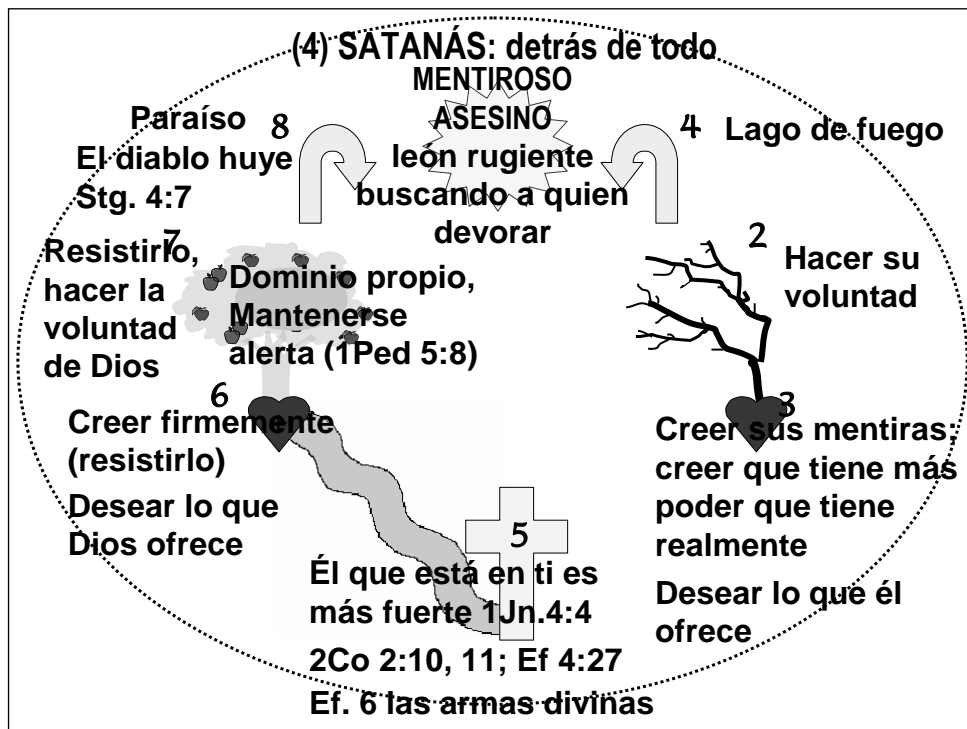 (4) SATANÁS: detrás de todo
MENTIROSO
ASESINO
león rugiente
buscando a quien
devorar
Paraíso 8
El diablo huye
Stg. 4:7
4 Lago de fuego
7
Resistirlo,
hacer la
voluntad
de Dios
Dominio propio,
Mantenerse
alerta (1Ped 5:8)
2
Hacer su
voluntad
6
Creer firmemente
(resistirlo)
Desear lo que
Dios ofrece
3
Creer sus mentiras;
creer que tiene más
poder que tiene
realmente
Desear lo que él
ofrece
5
Él que está en ti es
más fuerte 1Jn.4:4
2Co 2:10, 11; Ef 4:27
Ef. 6 las armas divinas